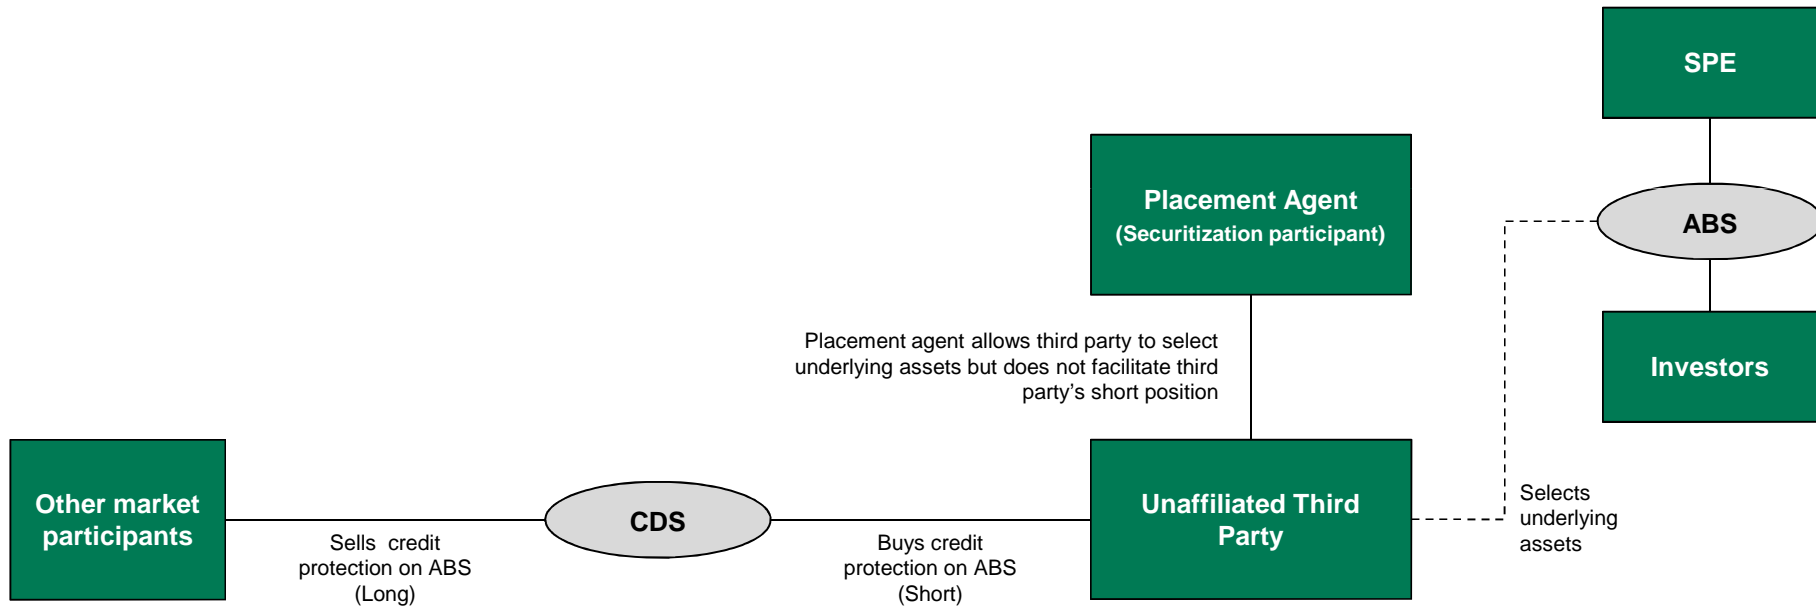 SPE
Placement Agent
(Securitization participant)
ABS
Placement agent allows third party to select
underlying assets but does not facilitate third
party's short position
Investors
Other market
participants
Sells credit
protection on ABS
(Long)
CDS
Buys credit
protection on ABS
(Short)
Unaffiliated Third
Party
Selects
underlying
assets